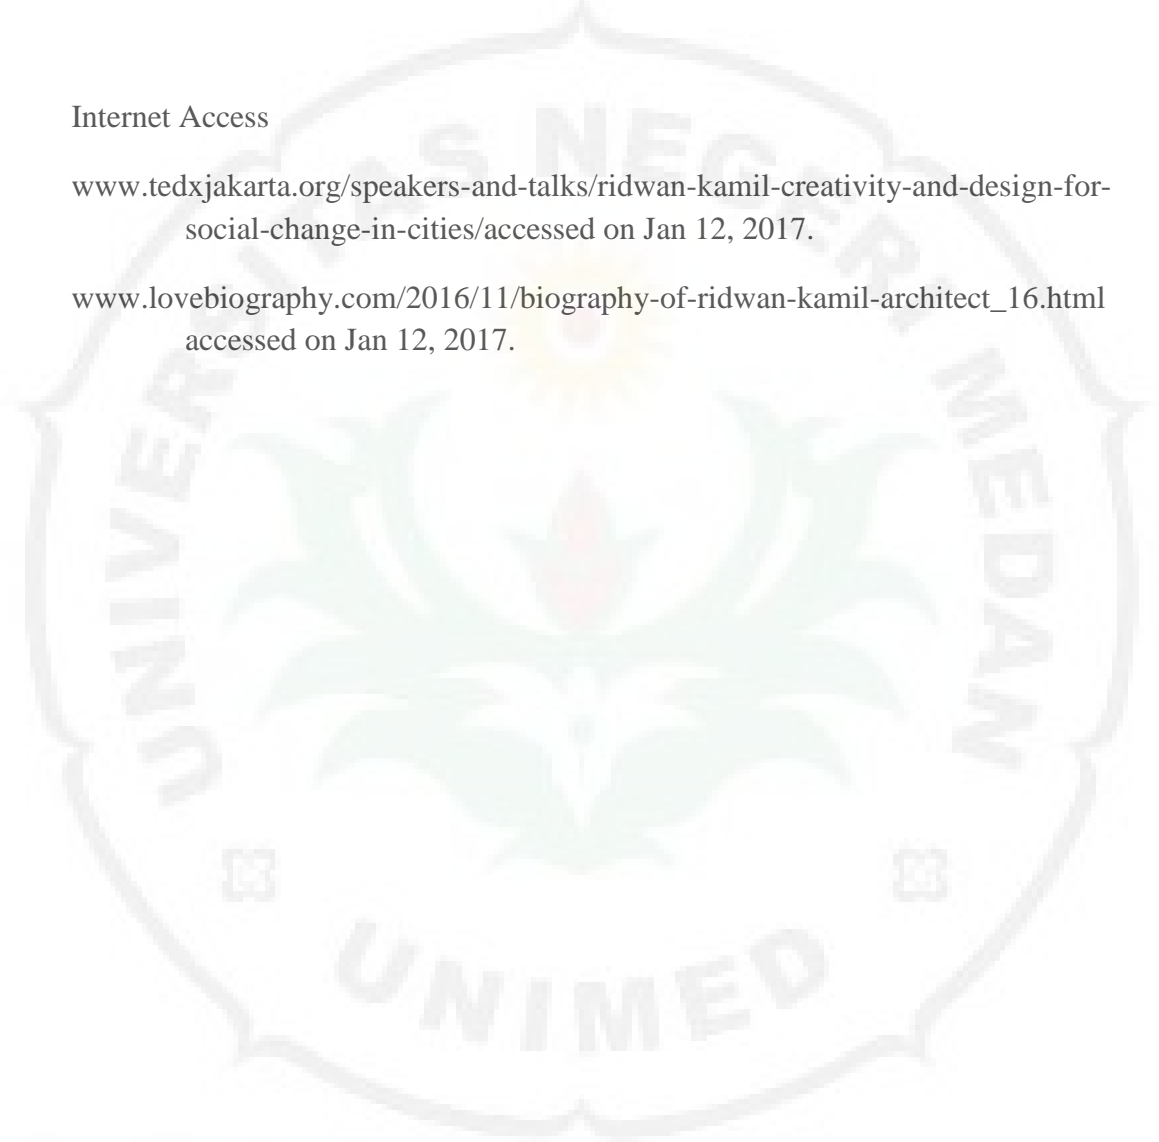 Internet Access
www.tedxjakarta.org/speakers-and-talks/ridwan-kamil-creativity-and-design-for-
social-change-in-cities/accessed on Jan 12, 2017.
www.lovebiography.com/2016/11/biography-of-ridwan-kamil-architect_16.html
accessed on Jan 12, 2017.
UNIVERSITAS NEGERI MEDAN
UNIMED